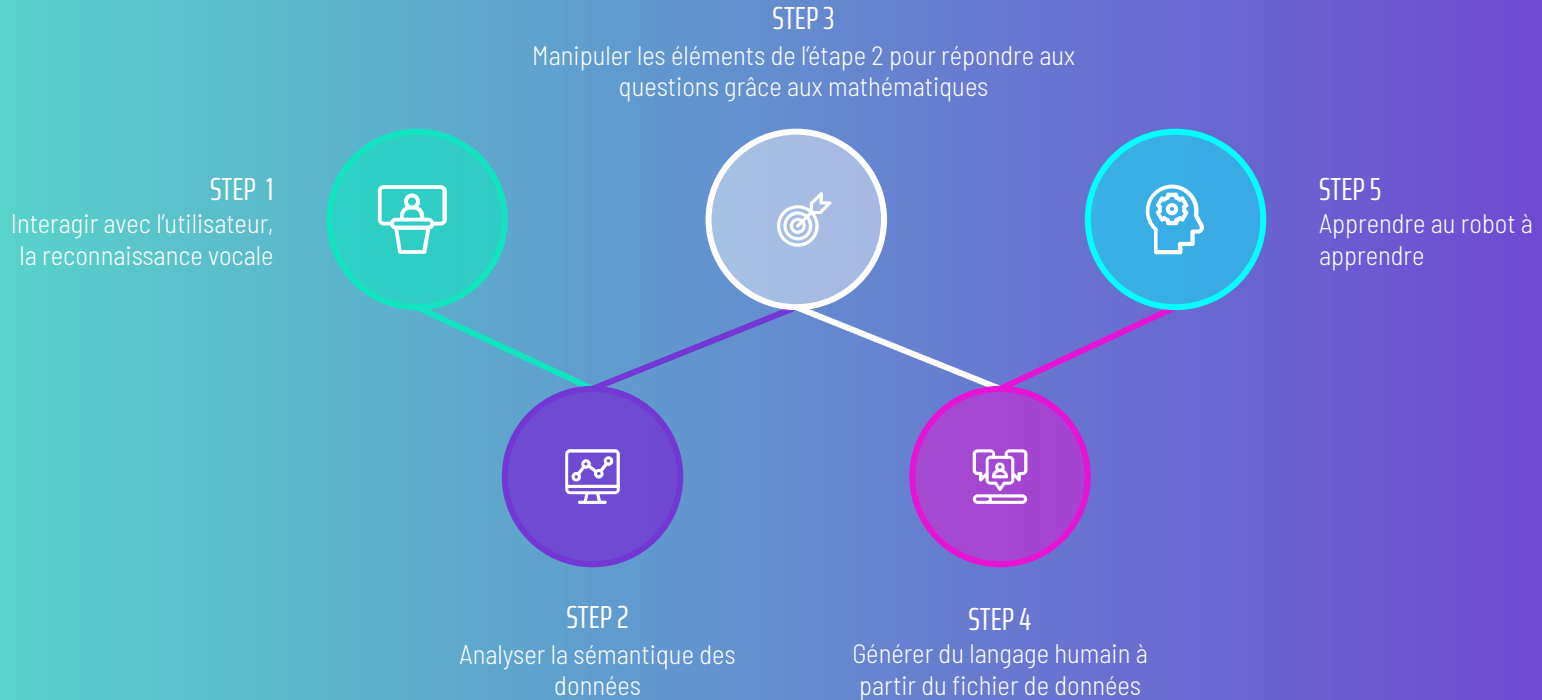 STEP 1
Interagir avec l'utilisateur,
la reconnaissance vocale
STEP 2
Analyser la sémantique des
données
STEP 3
Manipuler les éléments de l'étape 2 pour répondre aux
questions grâce aux mathématiques
STEP 4
Générer du langage humain à
partir du fichier de données
STEP 5
Apprendre au robot à
apprendre